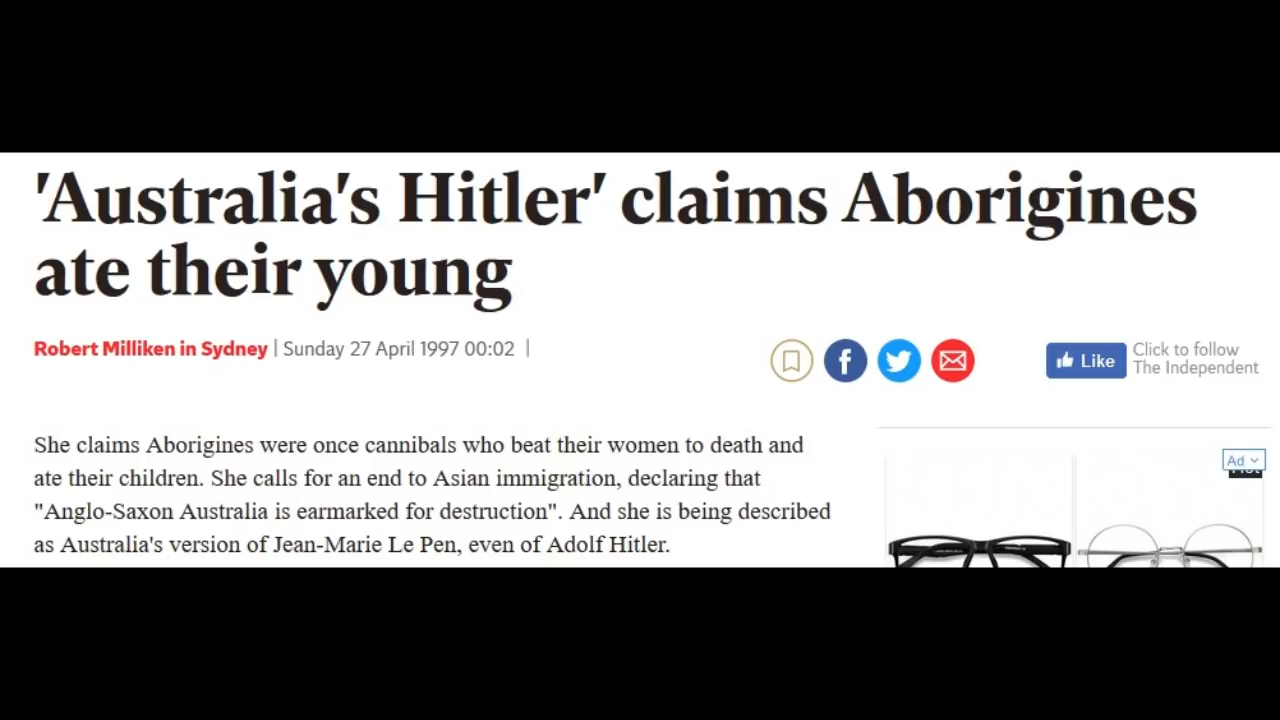 'Australia's Hitler' claims Aborigines
ate their young
Robert Milliken in Sydney | Sunday 27 April 1997 00:02 |
Like
Click to follow
The Independent
She claims Aborigines were once cannibals who beat their women to death and
ate their children. She calls for an end to Asian immigration, declaring that
"Anglo-Saxon Australia is earmarked for destruction". And she is being described
as Australia's version of Jean-Marie Le Pen, even of Adolf Hitler.
Ad